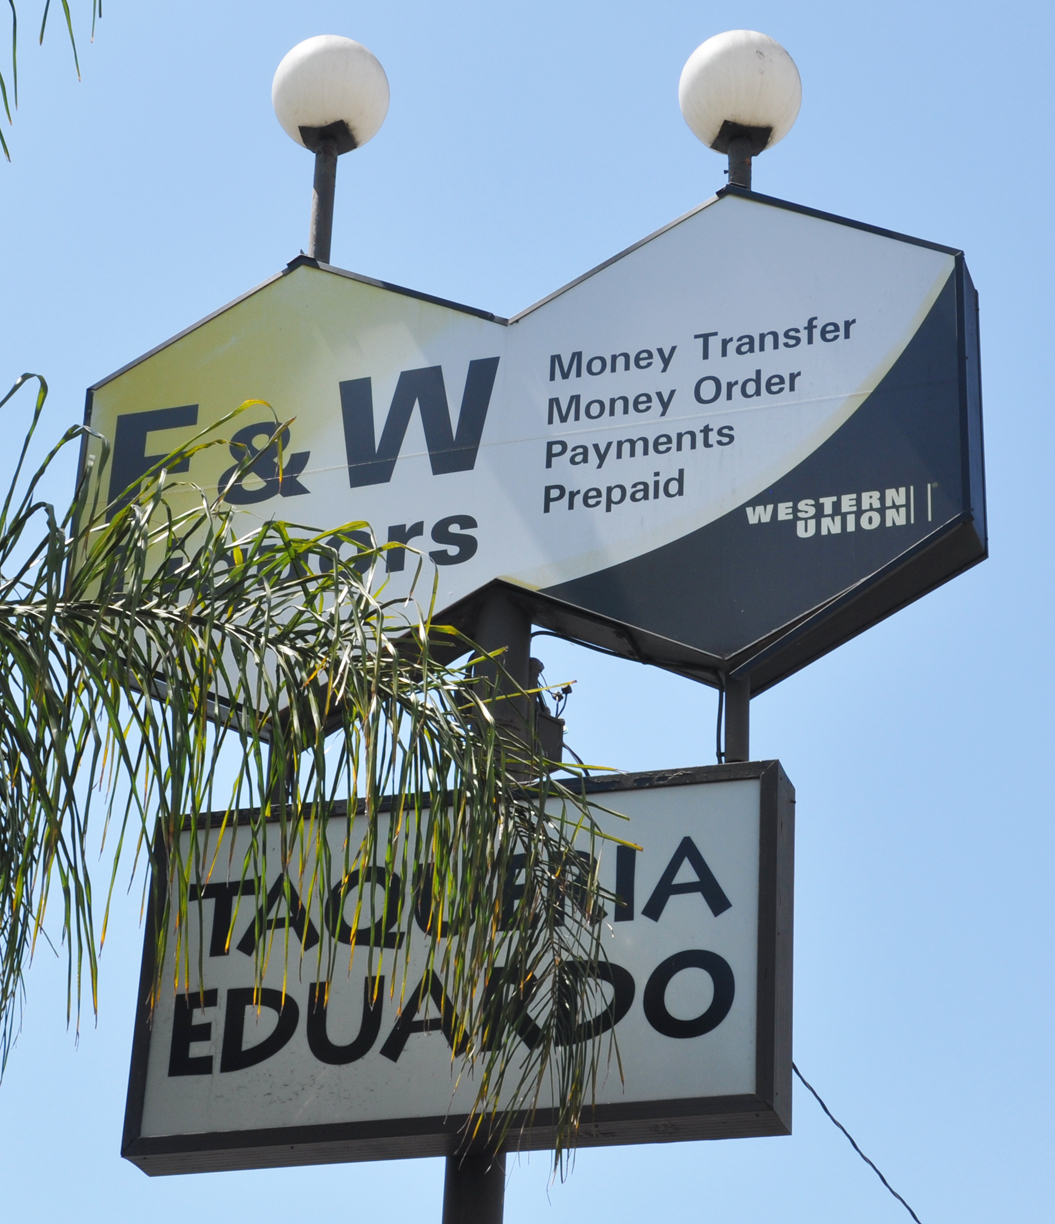 F & W
Money Transfer
Money Order
Payments
Prepaid
WESTERN
UNION
TAQUERIA
EDUARDO